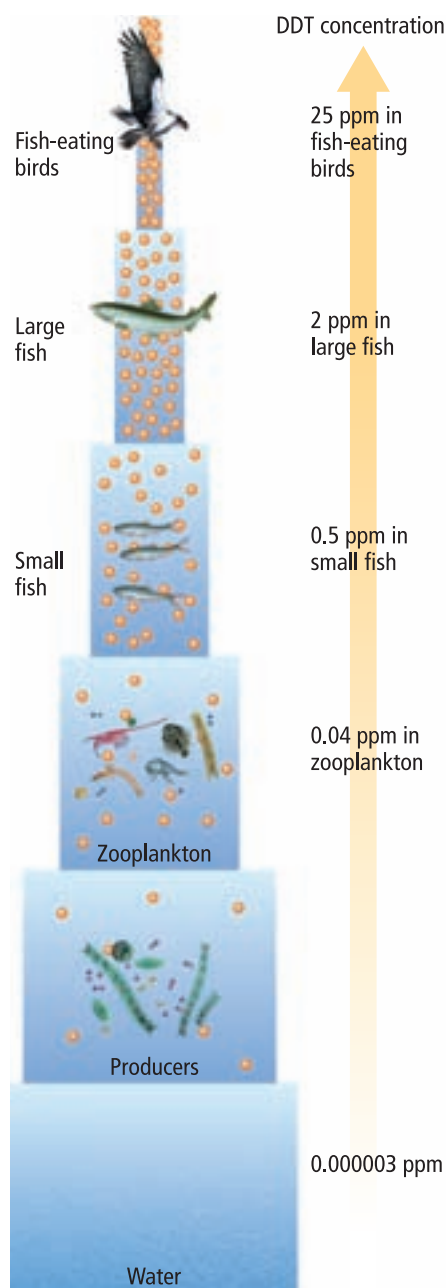 DDT concentration
Fish-eating
birds
25 ppm in
fish-eating
birds
Large
fish
2 ppm in
large fish
Small
fish
0.5 ppm in
small fish
0.04 ppm in
zooplankton
Zooplankton
Producers
0.000003 ppm
Water